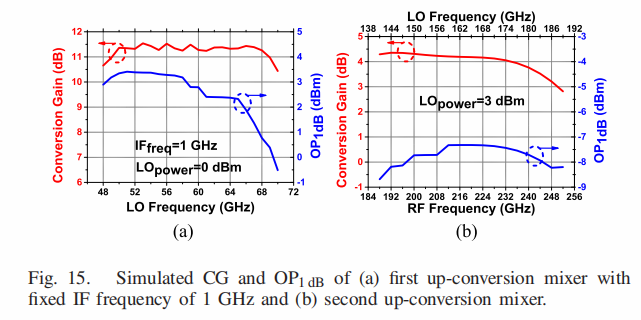 LO Frequency (GHz)
138 144 150 156 162 168 174 180 186 192
12 11 10 9 8 7 6
Conversion Gain (dB)
5 4 3 2 1 0 -1
OP1dB (dBm)
IFfreq=1 GHz
LOpower=0 dBm
48 52 56 60 64 68 72
LO Frequency (GHz)
(a)
5 4 3 2 1 0 -1
Conversion Gain (dB)
-3 -4 -5 -6 -7 -8 -9
OP1dB (dBm)
LOpower=3 dBm
184 192 200 208 216 224 232 240 248 256
RF Frequency (GHz)
(b)
Fig. 15. Simulated CG and OP1 dB of (a) first up-conversion mixer with
fixed IF frequency of 1 GHz and (b) second up-conversion mixer.